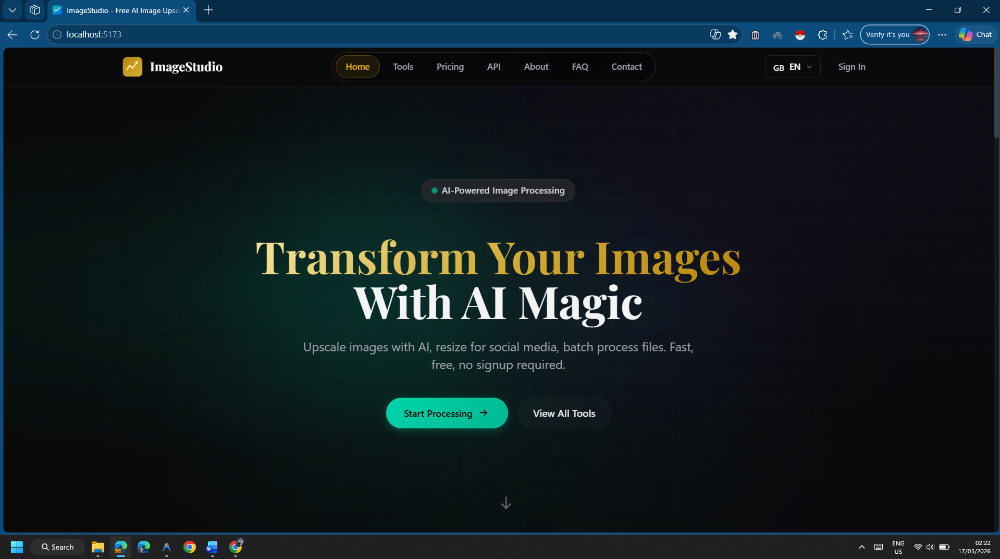 ImageStudio - Free AI Image Upsc
localhost:5173
Verify it's you
Chat
ImageStudio
Home
Tools
Pricing
API
About
FAQ
Contact
GB EN
Sign In
AI-Powered Image Processing
Transform Your Images
With AI Magic
Upscale images with AI, resize for social media, batch process files. Fast,
free, no signup required.
Start Processing
View All Tools
Search
ENG
US
02:22
17/05/2026